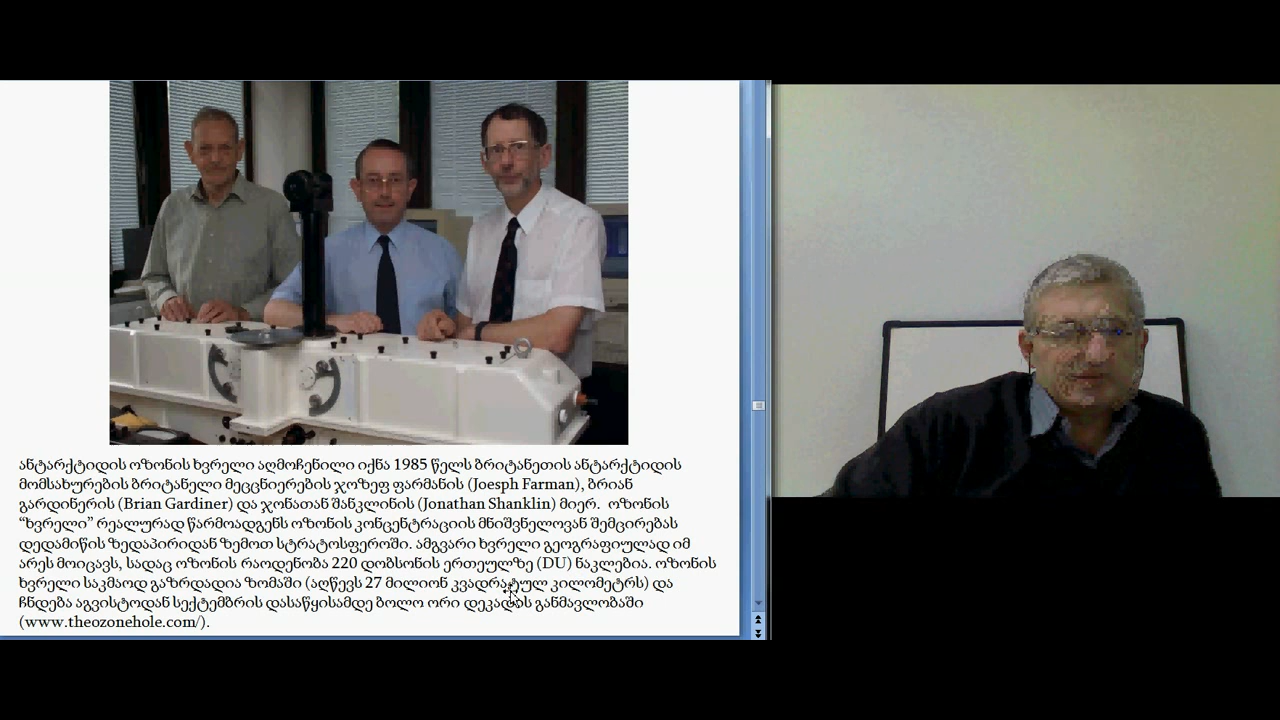 ანტარქტიდის ოზონის ხვრელი აღმოჩენილი იქნა 1985 წელს ბრიტანეთის ანტარქტიდის
მომსახურების ბრიტანელი მეცცნიერების ჯოზეფ ფარმანის (Joesph Farman), ბრიან
გარდინერის (Brian Gardiner) და ჯონათან შანკლინის (Jonathan Shanklin) მიერ. ოზონის
“ხვრელი” რეალურად წარმოადგენს ოზონის კონცენტრაციის მნიშვნელოვან შემცირებას
დედამიწის ზედაპირიდან ზემოთ სტრატოსფეროში. ამგვარი ხვრელი გეოგრაფიულად იმ
არეს მოიცავს, სადაც ოზონის რაოდენობა 220 დობსონის ერთეულზე (DU) ნაკლებია. ოზონის
ხვრელი საკმაოდ გაზრდადია ზომაში (აღწევს 27 მილიონ კვადრატულ კილომეტრს) და
ჩნდება აგვისტოდან სექტემბრის დასაწყისამდე ბოლო ორი დეკადის განმავლობაში
(www.theozonehole.com/).